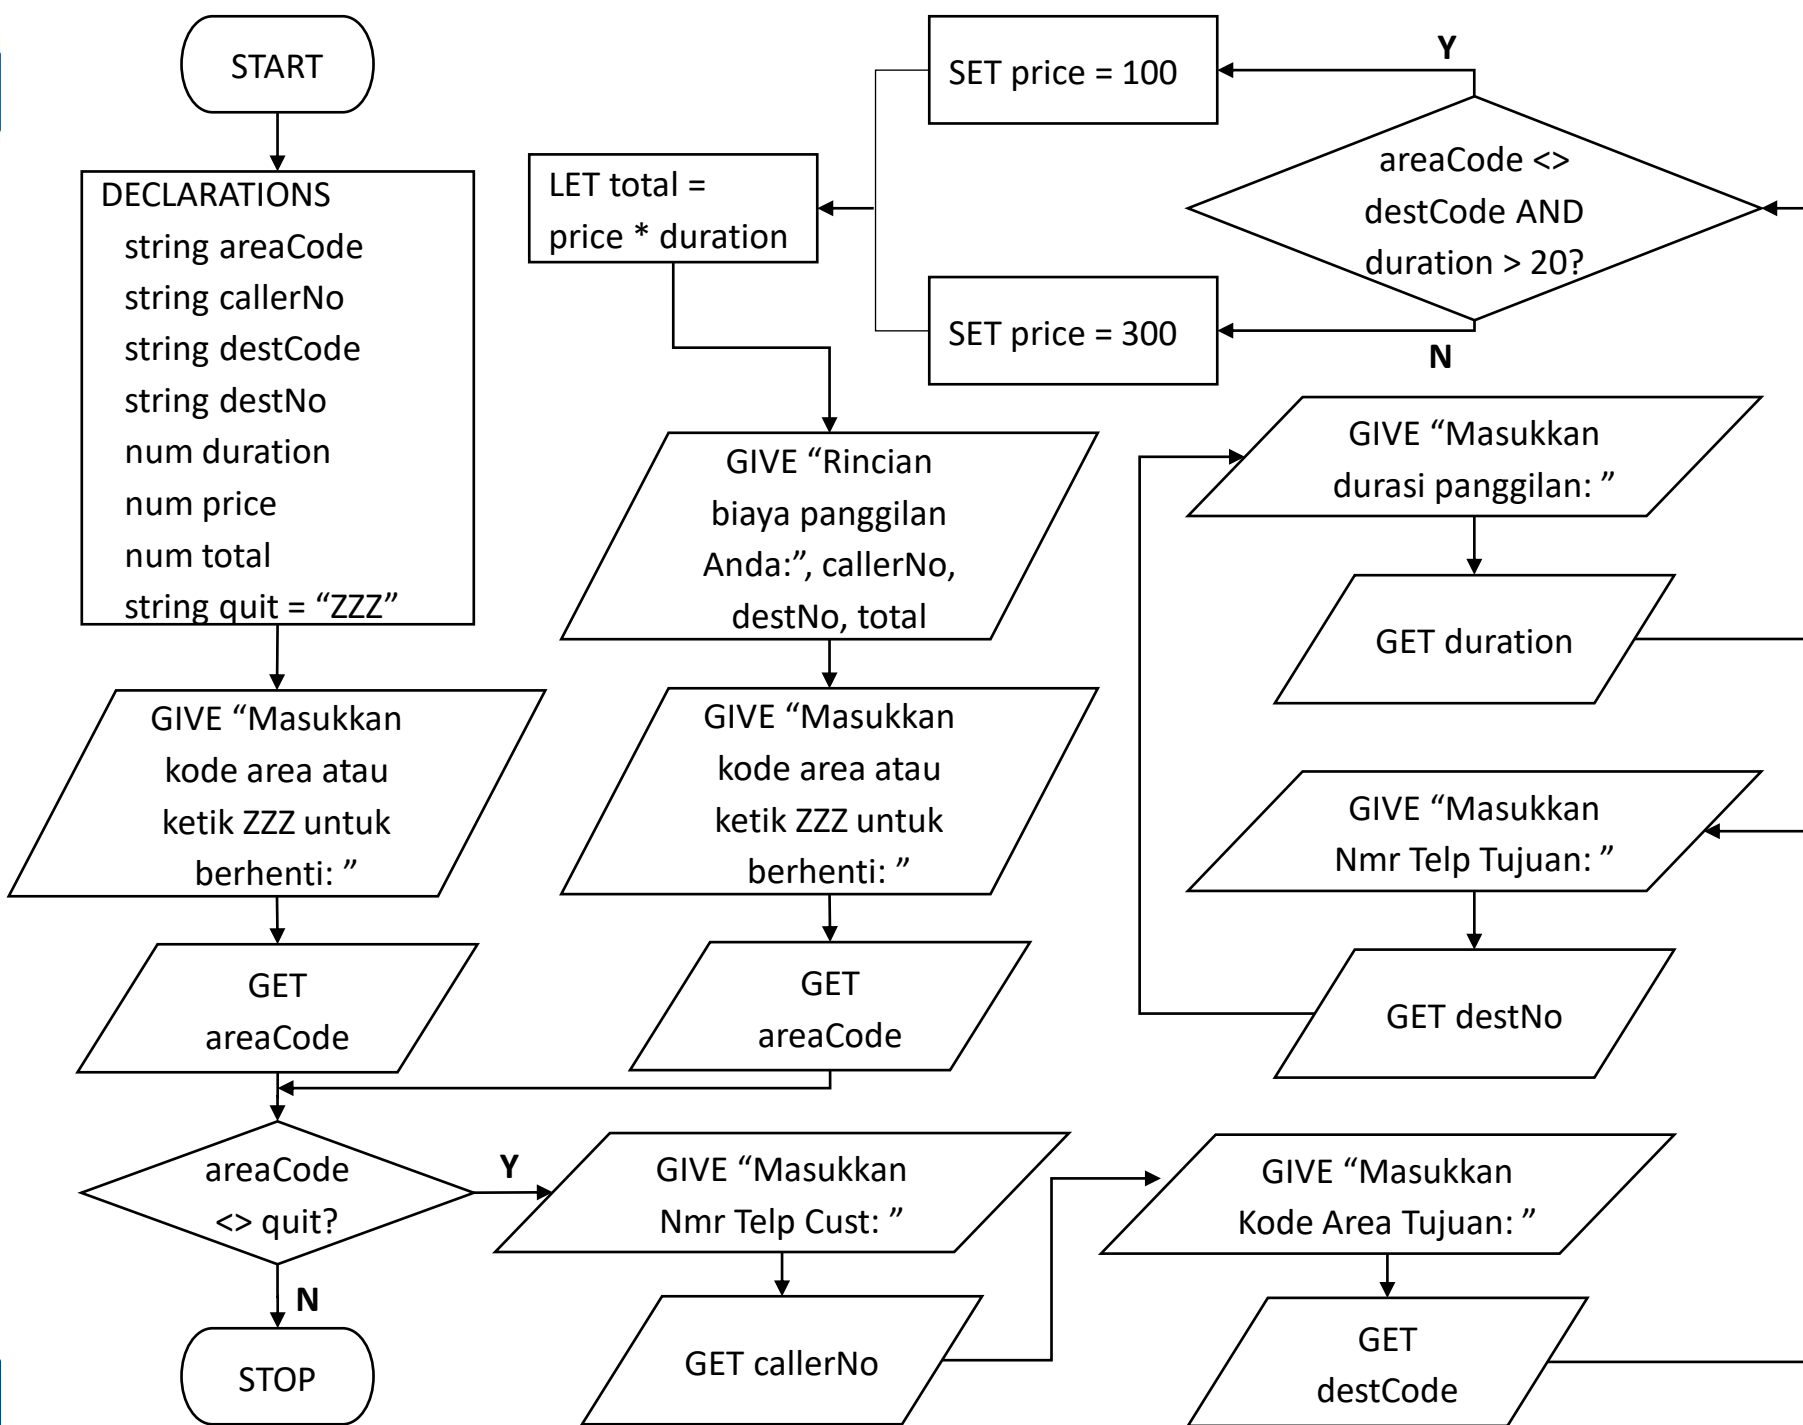 START
DECLARATIONS
string areaCode
string callerNo
string destCode
string destNo
num duration
num price
num total
string quit = “ZZZ”
GIVE “Masukkan
kode area atau
ketik ZZZ untuk
berhenti: ”
GET
areaCode
areaCode
<> quit?
Y
N
STOP
GIVE “Masukkan
Nmr Telp Cust: ”
GET callerNo
GIVE “Masukkan
Kode Area Tujuan: ”
GET
destCode
GIVE “Masukkan
Nmr Telp Tujuan: ”
GET destNo
GIVE “Masukkan
durasi panggilan: ”
GET duration
areaCode <>
destCode AND
duration > 20?
Y
SET price = 100
N
SET price = 300
LET total =
price * duration
GIVE “Rincian
biaya panggilan
Anda:”, callerNo,
destNo, total
GIVE “Masukkan
kode area atau
ketik ZZZ untuk
berhenti: ”
GET
areaCode